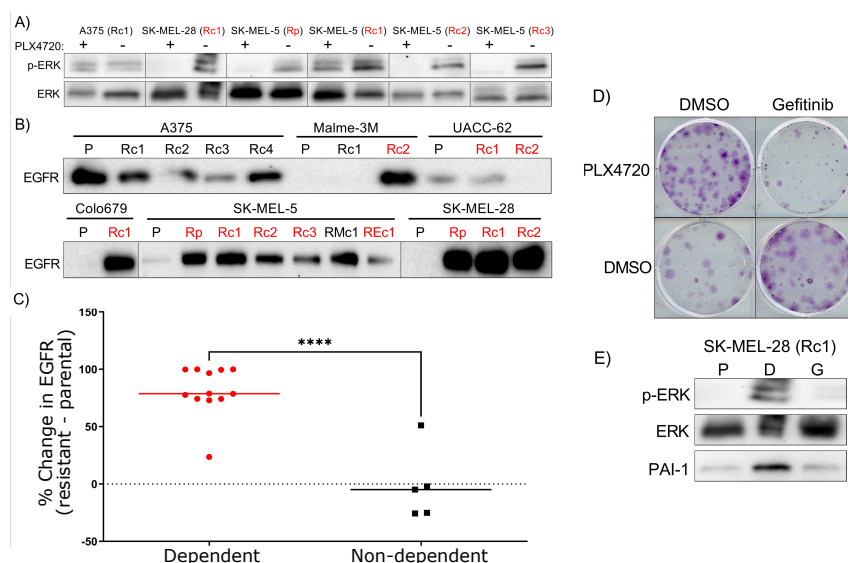 A)
A375 (Rc1) SK-MEL-28 (Rc1) SK-MEL-5 (Rp) SK-MEL-5 (Rc1) SK-MEL-5 (Rc2) SK-MEL-5 (Rc3)
PLX4720: + - + - + - + - + - + -
p-ERK
ERK
B)
A375 Malme-3M UACC-62
P Rc1 Rc2 Rc3 Rc4 P Rc1 Rc2 P Rc1 Rc2
EGFR
Colo679 SK-MEL-5 SK-MEL-28
P Rc1 P Rp Rc1 Rc2 Rc3 RMc1 REc1 P Rp Rc1 Rc2
EGFR
C)
% Change in EGFR
(resistant - parental)
150
100
50
0
-50
****
Dependent Non-dependent
D)
DMSO Gefitinib
PLX4720
DMSO
E)
SK-MEL-28 (Rc1)
P D G
p-ERK
ERK
PAI-1